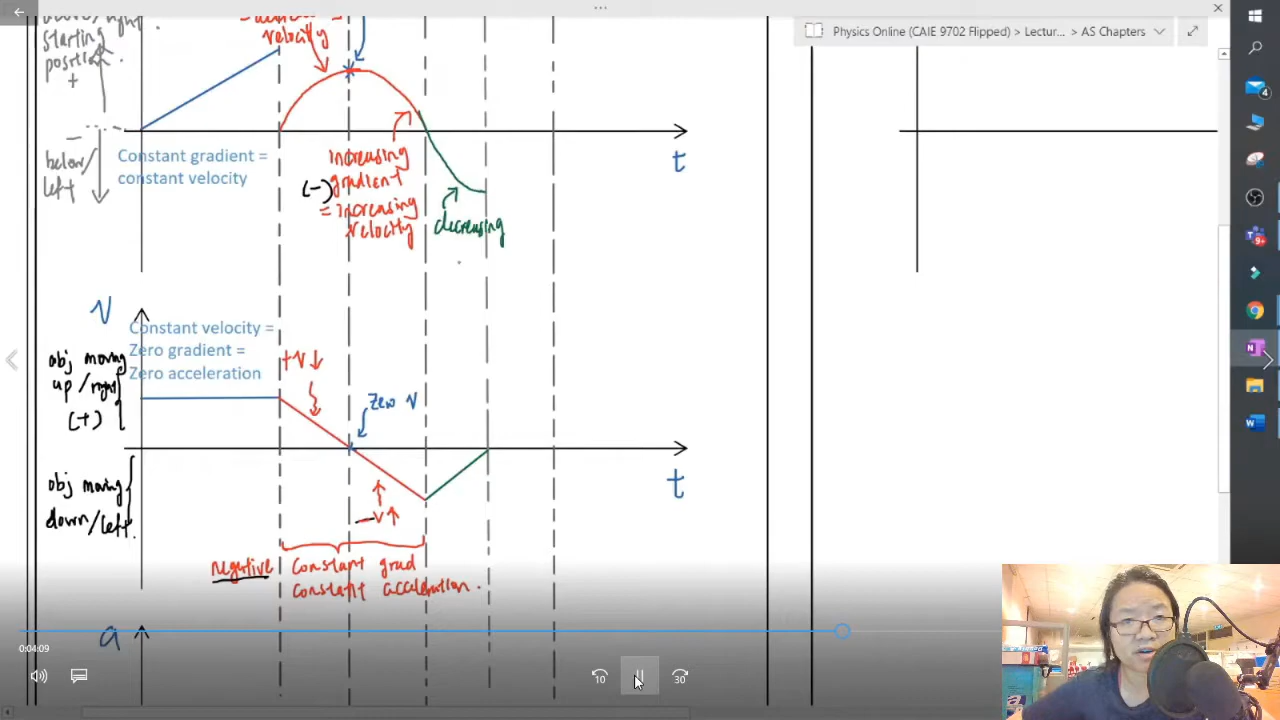 Physics Online (CAIE 9702 Flipped) > Lectur... > AS Chapters
starting
position
+
velocity
−
below/
left
Constant gradient =
constant velocity
t
increasing
gradient
(-)
= increasing
velocity
decreasing
V
Constant velocity =
Zero gradient =
Zero acceleration
obj moving
up/right
(+)
+V↓
Zero V
obj moving
down/left.
t
−V↑
negative constant grad
constant acceleration.
a
0:04:09
10
30
4
9+